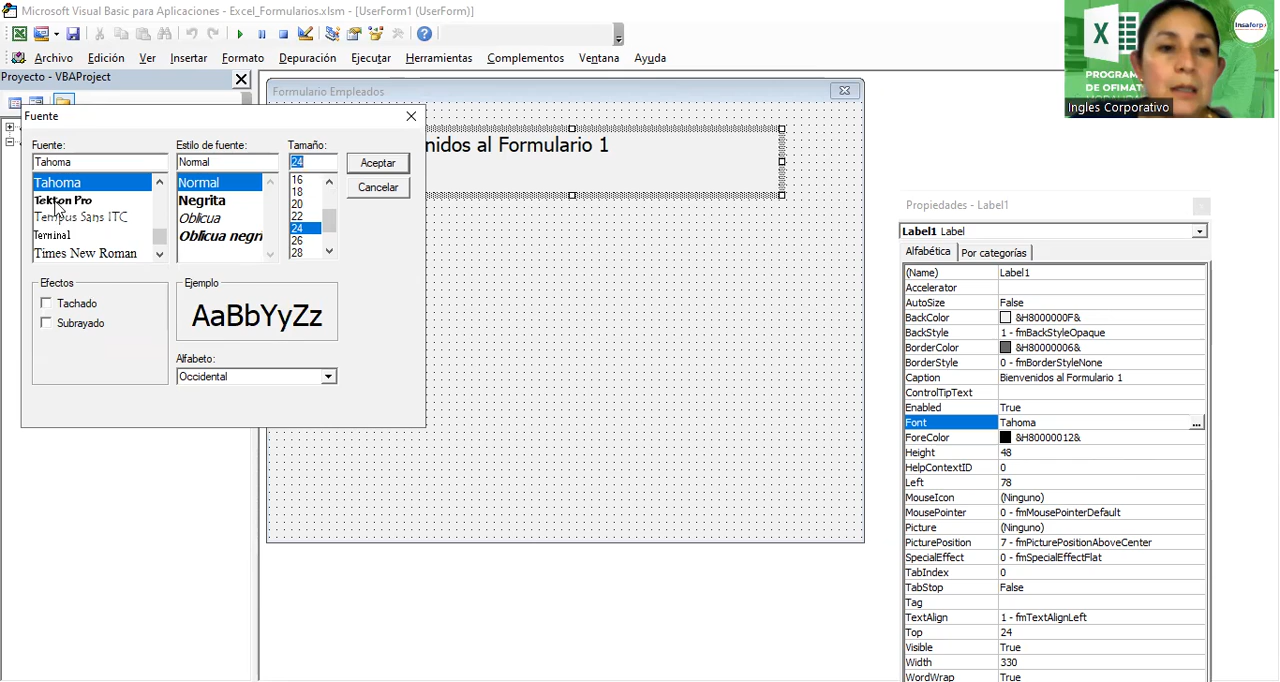 Microsoft Visual Basic para Aplicaciones - Excel_Formularios.xlsm - [UserForm1 (UserForm)]
Archivo Edición Ver Insertar Formato Depuración Ejecutar Herramientas Complementos Ventana Ayuda
Proyecto - VBAProject
Formulario Empleados
Fuente
Fuente: Estilo de fuente: Tamaño:
Tahoma Normal 24
Aceptar
Cancelar
Tahoma
Tekton Pro
Tempus Sans ITC
Terminal
Times New Roman
Normal
Negrita
Oblicua
Oblicua negri
16
18
20
22
24
26
28
Efectos
Tachado
Subrayado
Ejemplo
AaBbYyZz
Alfabeto:
Occidental
nidos al Formulario 1
Insaforp
PROGRAM
DE OFIMAT
Ingles Corporativo
Propiedades - Label1
Label1 Label
Alfabética Por categorías
(Name) Label1
Accelerator
AutoSize False
BackColor &H8000000F&
BackStyle 1 - fmBackStyleOpaque
BorderColor &H80000006&
BorderStyle 0 - fmBorderStyleNone
Caption Bienvenidos al Formulario 1
ControlTipText
Enabled True
Font Tahoma ...
ForeColor &H80000012&
Height 48
HelpContextID 0
Left 78
MouseIcon (Ninguno)
MousePointer 0 - fmMousePointerDefault
Picture (Ninguno)
PicturePosition 7 - fmPicturePositionAboveCenter
SpecialEffect 0 - fmSpecialEffectFlat
TabIndex 0
TabStop False
Tag
TextAlign 1 - fmTextAlignLeft
Top 24
Visible True
Width 330
WordWrap True